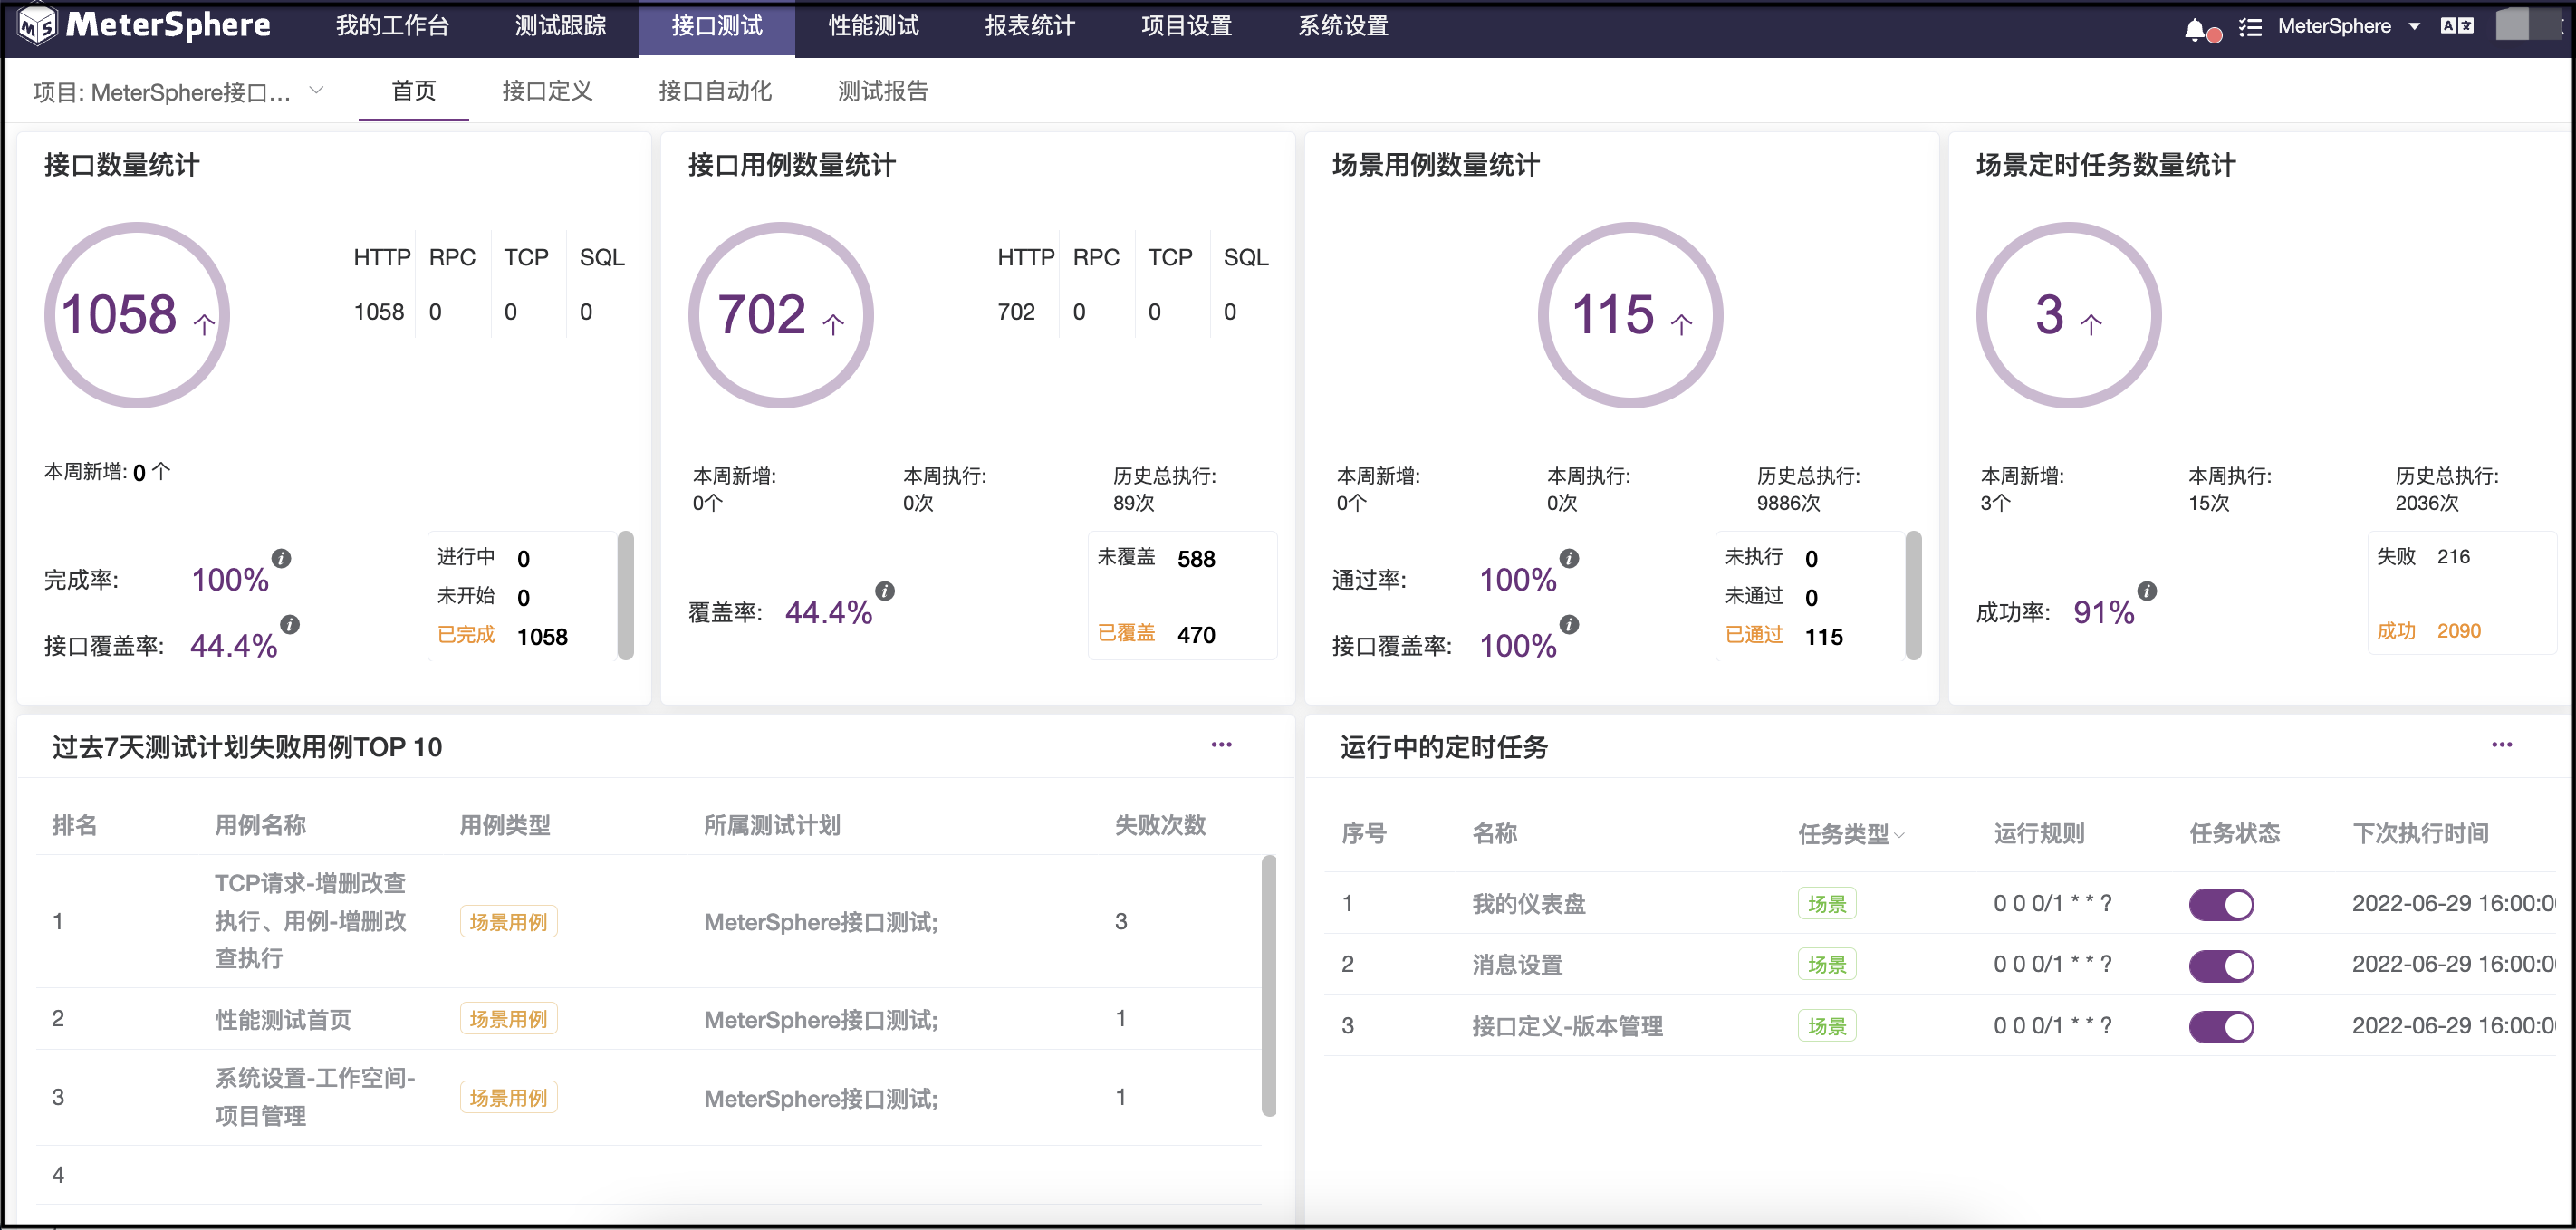 MeterSphere 我的工作台 测试跟踪 接口测试 性能测试 报表统计 项目设置 系统设置 MeterSphere
项目: MeterSphere接口... 首页 接口定义 接口自动化 测试报告
接口数量统计
1058 个
HTTP RPC TCP SQL
1058 0 0 0
本周新增: 0 个
完成率: 100%
接口覆盖率: 44.4%
进行中 0
未开始 0
已完成 1058
接口用例数量统计
702 个
HTTP RPC TCP SQL
702 0 0 0
本周新增: 本周执行: 历史总执行:
0个 0次 89次
覆盖率: 44.4%
未覆盖 588
已覆盖 470
场景用例数量统计
115 个
本周新增: 本周执行: 历史总执行:
0个 0次 9886次
通过率: 100%
接口覆盖率: 100%
未执行 0
未通过 0
已通过 115
场景定时任务数量统计
3 个
本周新增: 本周执行: 历史总执行:
3个 15次 2036次
成功率: 91%
失败 216
成功 2090
过去7天测试计划失败用例TOP 10
排名 用例名称 用例类型 所属测试计划 失败次数
1 TCP请求-增删改查
执行、用例-增删改
查执行 场景用例 MeterSphere接口测试; 3
2 性能测试首页 场景用例 MeterSphere接口测试; 1
3 系统设置-工作空间-
项目管理 场景用例 MeterSphere接口测试; 1
4
运行中的定时任务
序号 名称 任务类型 运行规则 任务状态 下次执行时间
1 我的仪表盘 场景 0 0 0/1 * * ? 2022-06-29 16:00:0
2 消息设置 场景 0 0 0/1 * * ? 2022-06-29 16:00:0
3 接口定义-版本管理 场景 0 0 0/1 * * ? 2022-06-29 16:00:0